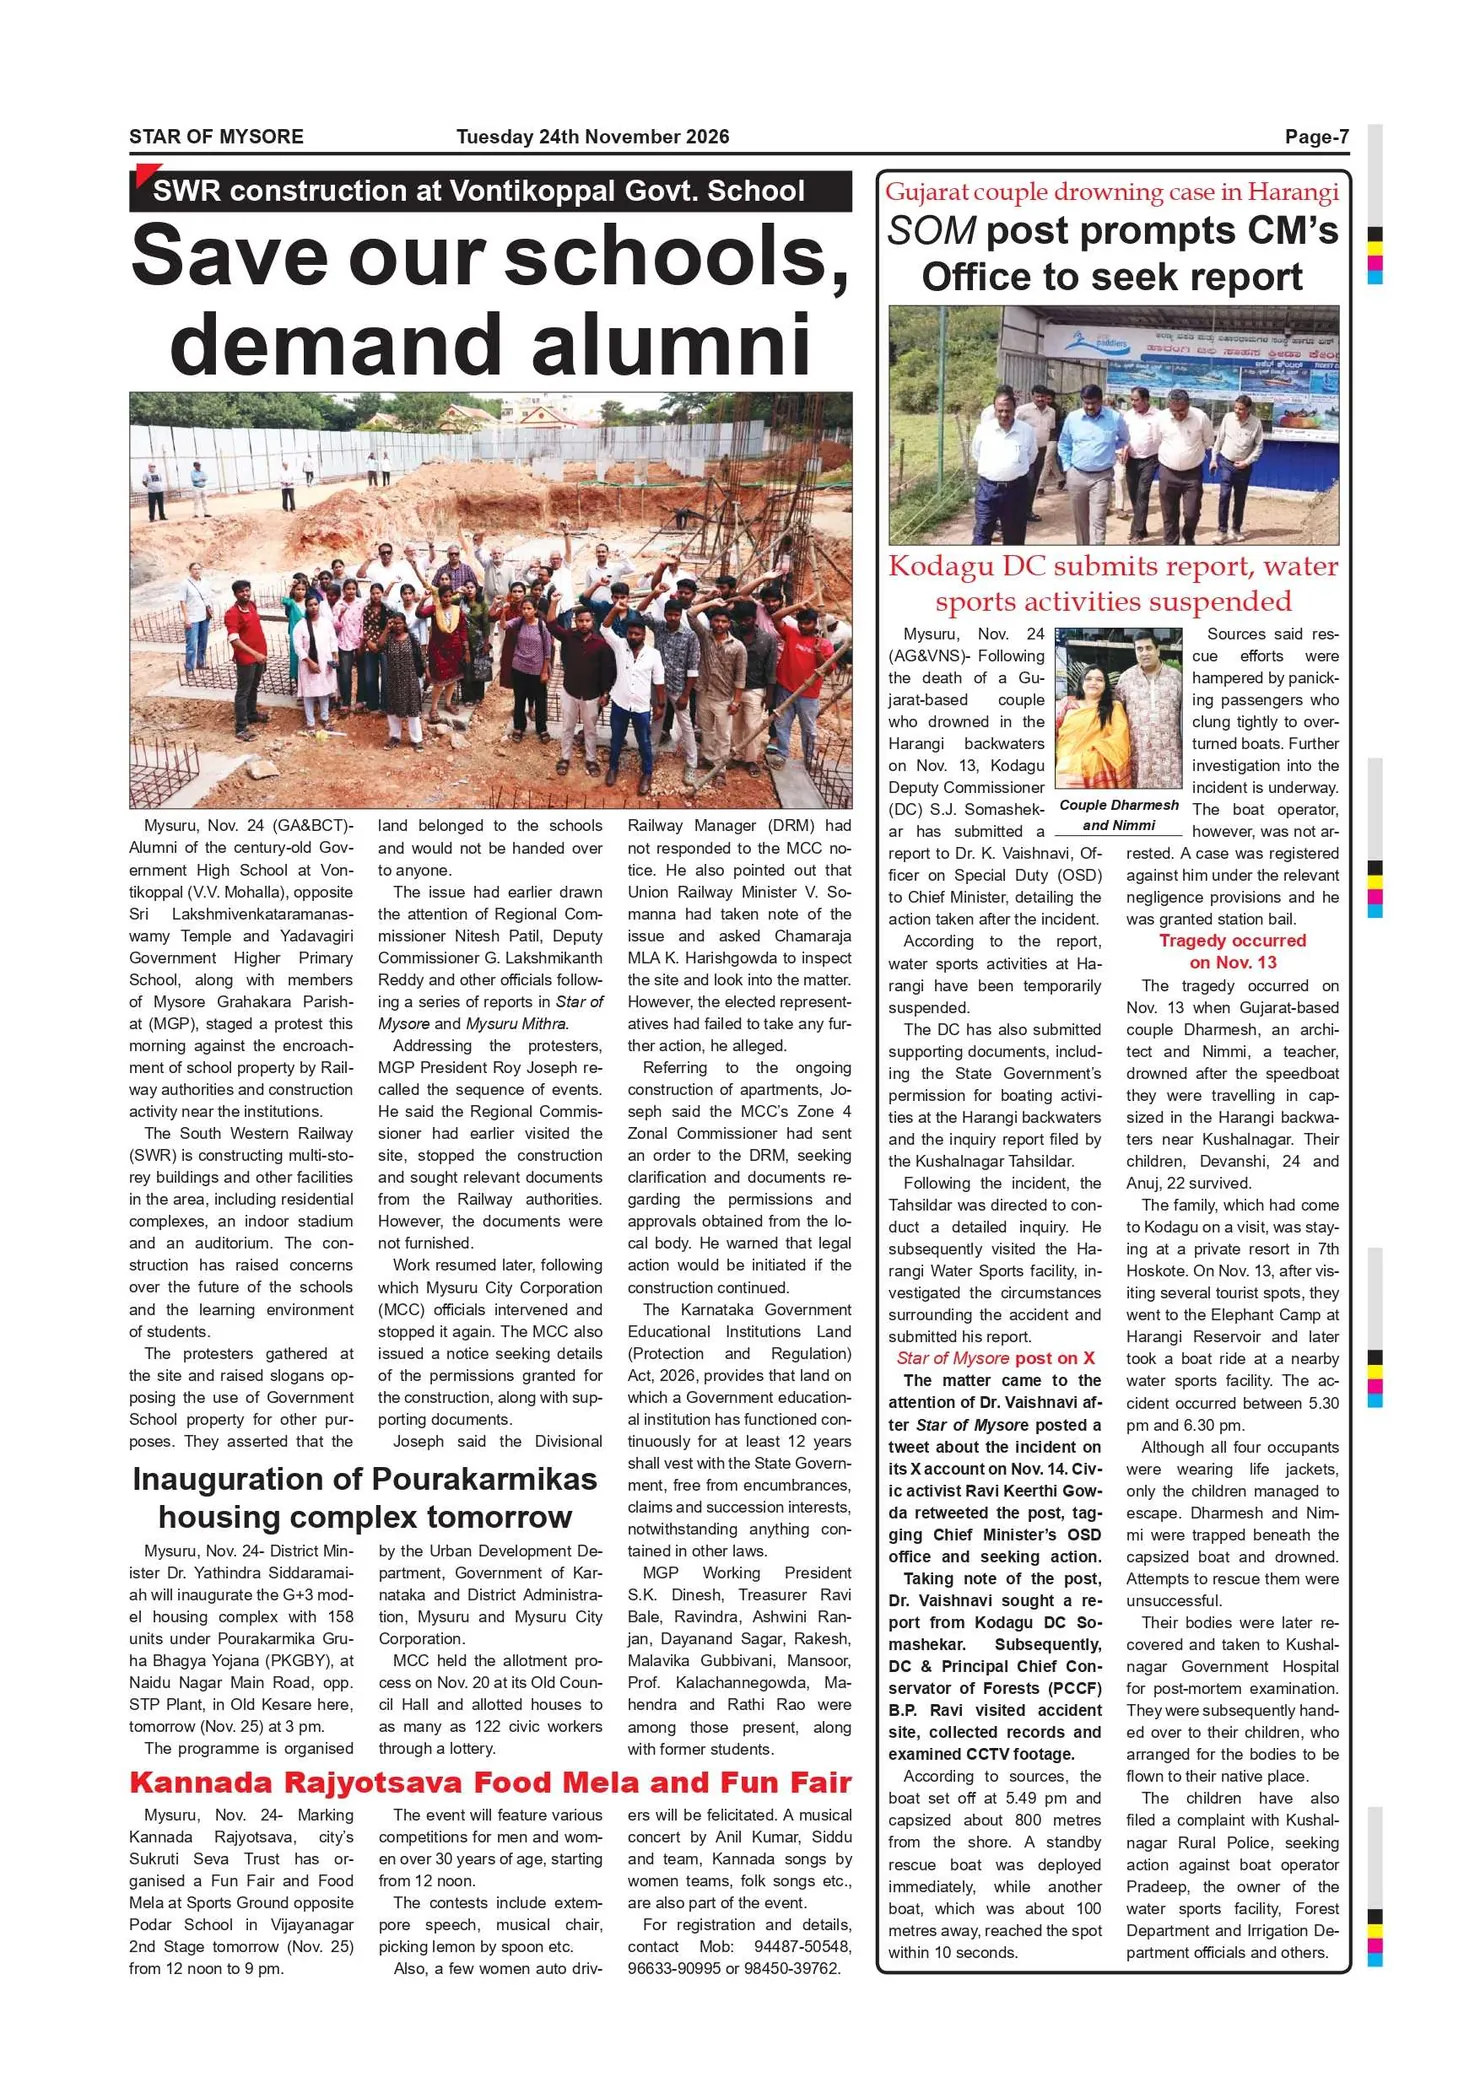 STAR OF MYSORE
Tuesday 24th November 2026
Page-7
SWR construction at Vontikoppal Govt. School
Save our schools,
demand alumni
Mysuru, Nov. 24 (GA&BCT)-
Alumni of the century-old Gov-
ernment High School at Von-
tikoppal (V.V. Mohalla), opposite
Sri Lakshmivenkataramanas-
wamy Temple and Yadavagiri
Government Higher Primary
School, along with members
of Mysore Grahakara Parish-
at (MGP), staged a protest this
morning against the encroach-
ment of school property by Rail-
way authorities and construction
activity near the institutions.
The South Western Railway
(SWR) is constructing multi-sto-
rey buildings and other facilities
in the area, including residential
complexes, an indoor stadium
and an auditorium. The con-
struction has raised concerns
over the future of the schools
and the learning environment
of students.
The protesters gathered at
the site and raised slogans op-
posing the use of Government
School property for other pur-
poses. They asserted that the
land belonged to the schools
and would not be handed over
to anyone.
The issue had earlier drawn
the attention of Regional Com-
missioner Nitesh Patil, Deputy
Commissioner G. Lakshmikanth
Reddy and other officials follow-
ing a series of reports in Star of
Mysore and Mysuru Mithra.
Addressing the protesters,
MGP President Roy Joseph re-
called the sequence of events.
He said the Regional Commis-
sioner had earlier visited the
site, stopped the construction
and sought relevant documents
from the Railway authorities.
However, the documents were
not furnished.
Work resumed later, following
which Mysuru City Corporation
(MCC) officials intervened and
stopped it again. The MCC also
issued a notice seeking details
of the permissions granted for
the construction, along with sup-
porting documents.
Joseph said the Divisional
Railway Manager (DRM) had
not responded to the MCC no-
tice. He also pointed out that
Union Railway Minister V. So-
manna had taken note of the
issue and asked Chamaraja
MLA K. Harishgowda to inspect
the site and look into the matter.
However, the elected represent-
atives had failed to take any fur-
ther action, he alleged.
Referring to the ongoing
construction of apartments, Jo-
seph said the MCC's Zone 4
Zonal Commissioner had sent
an order to the DRM, seeking
clarification and documents re-
garding the permissions and
approvals obtained from the lo-
cal body. He warned that legal
action would be initiated if the
construction continued.
The Karnataka Government
Educational Institutions Land
(Protection and Regulation)
Act, 2026, provides that land on
which a Government education-
al institution has functioned con-
tinuously for at least 12 years
shall vest with the State Govern-
ment, free from encumbrances,
claims and succession interests,
notwithstanding anything con-
tained in other laws.
MGP Working President
S.K. Dinesh, Treasurer Ravi
Bale, Ravindra, Ashwini Ran-
jan, Dayanand Sagar, Rakesh,
Malavika Gubbivani, Mansoor,
Prof. Kalachannegowda, Ma-
hendra and Rathi Rao were
among those present, along
with former students.
Inauguration of Pourakarmikas
housing complex tomorrow
Mysuru, Nov. 24- District Min-
ister Dr. Yathindra Siddaramai-
ah will inaugurate the G+3 mod-
el housing complex with 158
units under Pourakarmika Gru-
ha Bhagya Yojana (PKGBY), at
Naidu Nagar Main Road, opp.
STP Plant, in Old Kesare here,
tomorrow (Nov. 25) at 3 pm.
The programme is organised
by the Urban Development De-
partment, Government of Kar-
nataka and District Administra-
tion, Mysuru and Mysuru City
Corporation.
MCC held the allotment pro-
cess on Nov. 20 at its Old Coun-
cil Hall and allotted houses to
as many as 122 civic workers
through a lottery.
Kannada Rajyotsava Food Mela and Fun Fair
Mysuru, Nov. 24- Marking
Kannada Rajyotsava, city's
Sukruti Seva Trust has or-
ganised a Fun Fair and Food
Mela at Sports Ground opposite
Podar School in Vijayanagar
2nd Stage tomorrow (Nov. 25)
from 12 noon to 9 pm.
The event will feature various
competitions for men and wom-
en over 30 years of age, starting
from 12 noon.
The contests include extem-
pore speech, musical chair,
picking lemon by spoon etc.
Also, a few women auto driv-
ers will be felicitated. A musical
concert by Anil Kumar, Siddu
and team, Kannada songs by
women teams, folk songs etc.,
are also part of the event.
For registration and details,
contact Mob: 94487-50548,
96633-90995 or 98450-39762.
Gujarat couple drowning case in Harangi
SOM post prompts CM's
Office to seek report
paddlers
Kodagu DC submits report, water
sports activities suspended
Mysuru, Nov. 24
(AG&VNS)- Following
the death of a Gu-
jarat-based couple
who drowned in the
Harangi backwaters
on Nov. 13, Kodagu
Deputy Commissioner
(DC) S.J. Somashek-
ar has submitted a
report to Dr. K. Vaishnavi, Of-
ficer on Special Duty (OSD)
to Chief Minister, detailing the
action taken after the incident.
According to the report,
water sports activities at Ha-
rangi have been temporarily
suspended.
The DC has also submitted
supporting documents, includ-
ing the State Government's
permission for boating activi-
ties at the Harangi backwaters
and the inquiry report filed by
the Kushalnagar Tahsildar.
Following the incident, the
Tahsildar was directed to con-
duct a detailed inquiry. He
subsequently visited the Ha-
rangi Water Sports facility, in-
vestigated the circumstances
surrounding the accident and
submitted his report.
Star of Mysore post on X
The matter came to the
attention of Dr. Vaishnavi af-
ter Star of Mysore posted a
tweet about the incident on
its X account on Nov. 14. Civ-
ic activist Ravi Keerthi Gow-
da retweeted the post, tag-
ging Chief Minister's OSD
office and seeking action.
Taking note of the post,
Dr. Vaishnavi sought a re-
port from Kodagu DC So-
mashekar. Subsequently,
DC & Principal Chief Con-
servator of Forests (PCCF)
B.P. Ravi visited accident
site, collected records and
examined CCTV footage.
According to sources, the
boat set off at 5.49 pm and
capsized about 800 metres
from the shore. A standby
rescue boat was deployed
immediately, while another
boat, which was about 100
metres away, reached the spot
within 10 seconds.
Couple Dharmesh
and Nimmi
Sources said res-
cue efforts were
hampered by panick-
ing passengers who
clung tightly to over-
turned boats. Further
investigation into the
incident is underway.
The boat operator,
however, was not ar-
rested. A case was registered
against him under the relevant
negligence provisions and he
was granted station bail.
Tragedy occurred
on Nov. 13
The tragedy occurred on
Nov. 13 when Gujarat-based
couple Dharmesh, an archi-
tect and Nimmi, a teacher,
drowned after the speedboat
they were travelling in cap-
sized in the Harangi backwa-
ters near Kushalnagar. Their
children, Devanshi, 24 and
Anuj, 22 survived.
The family, which had come
to Kodagu on a visit, was stay-
ing at a private resort in 7th
Hoskote. On Nov. 13, after vis-
iting several tourist spots, they
went to the Elephant Camp at
Harangi Reservoir and later
took a boat ride at a nearby
water sports facility. The ac-
cident occurred between 5.30
pm and 6.30 pm.
Although all four occupants
were wearing life jackets,
only the children managed to
escape. Dharmesh and Nim-
mi were trapped beneath the
capsized boat and drowned.
Attempts to rescue them were
unsuccessful.
Their bodies were later re-
covered and taken to Kushal-
nagar Government Hospital
for post-mortem examination.
They were subsequently hand-
ed over to their children, who
arranged for the bodies to be
flown to their native place.
The children have also
filed a complaint with Kushal-
nagar Rural Police, seeking
action against boat operator
Pradeep, the owner of the
water sports facility, Forest
Department and Irrigation De-
partment officials and others.